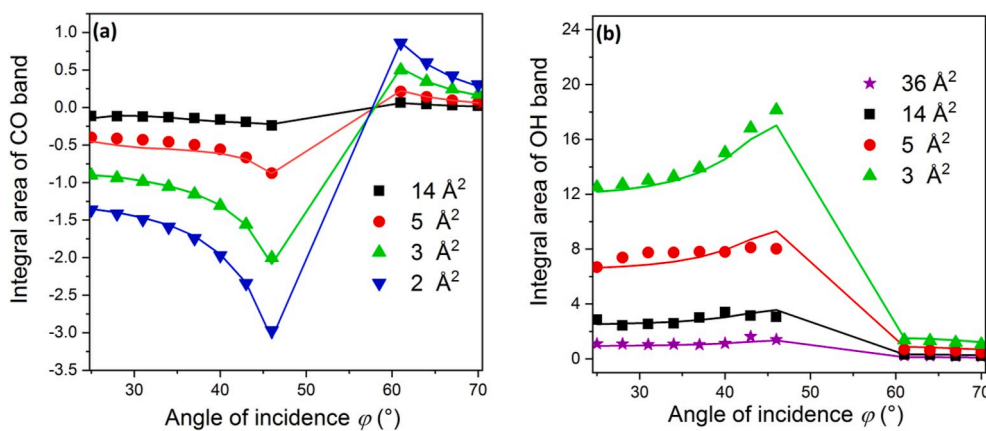 (a)
Integral area of CO band
1.0
0.5
0.0
-0.5
-1.0
-1.5
-2.0
-2.5
-3.0
-3.5
14 Å²
5 Å²
3 Å²
2 Å²
30 40 50 60 70
Angle of incidence φ (°)
(b)
Integral area of OH band
24
20
16
12
8
4
0
36 Å²
14 Å²
5 Å²
3 Å²
30 40 50 60 70
Angle of incidence φ (°)